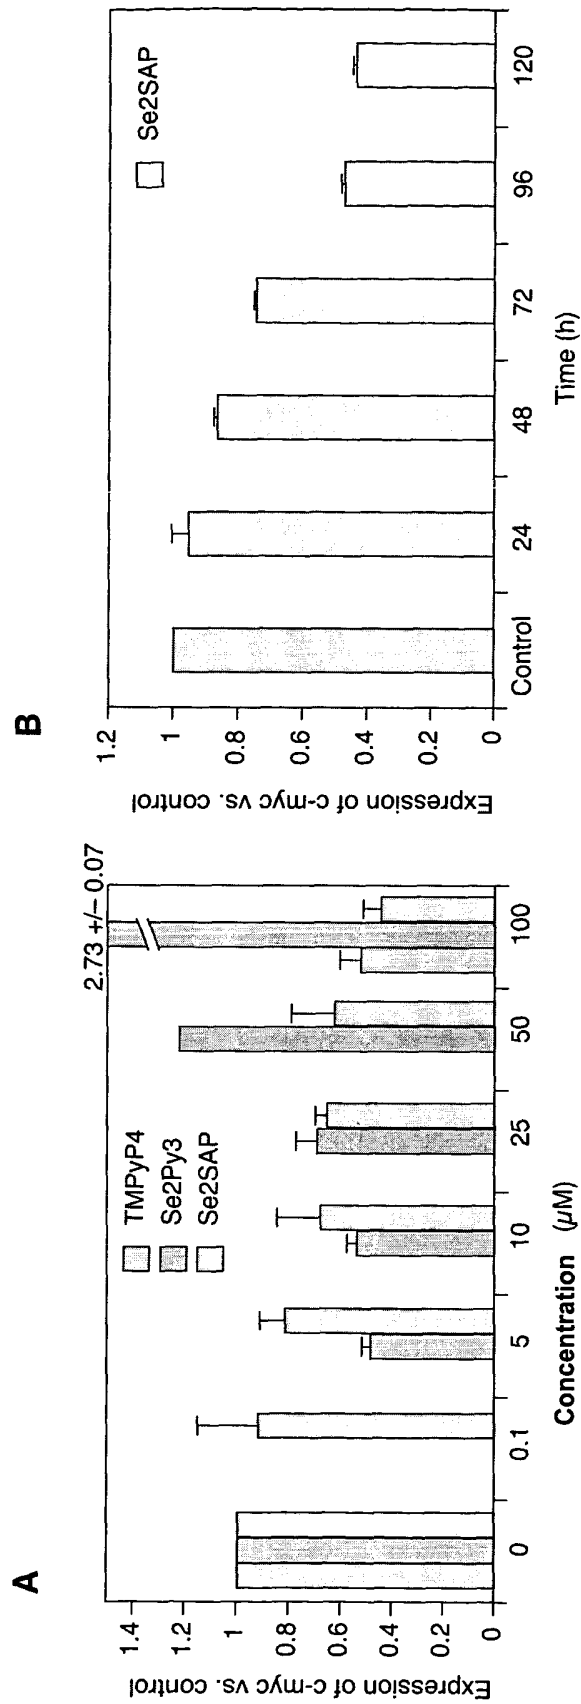 A
Expression of c-myc vs. control
1.4
1.2
1
0.8
0.6
0.4
0.2
0
2.73 +/− 0.07
TMPyP4
Se2Py3
Se2SAP
0 0.1 5 10 25 50 100
Concentration (µM)
B
Expression of c-myc vs. control
1.2
1
0.8
0.6
0.4
0.2
0
Se2SAP
Control 24 48 72 96 120
Time (h)